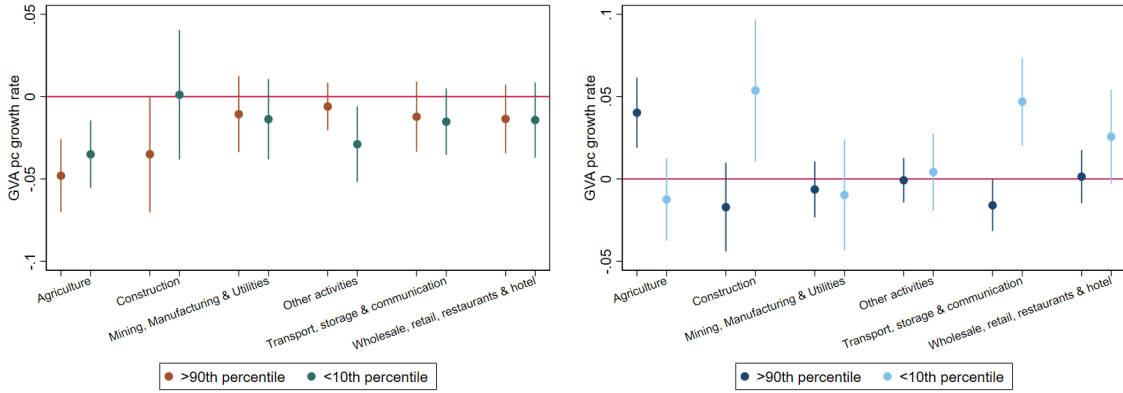 GVA pc growth rate
.05
0
-.05
-.1
Agriculture
Construction
Mining, Manufacturing & Utilities
Other activities
Transport, storage & communication
Wholesale, retail, restaurants & hotel
>90th percentile <10th percentile
GVA pc growth rate
.1
.05
0
-.05
Agriculture
Construction
Mining, Manufacturing & Utilities
Other activities
Transport, storage & communication
Wholesale, retail, restaurants & hotel
>90th percentile <10th percentile